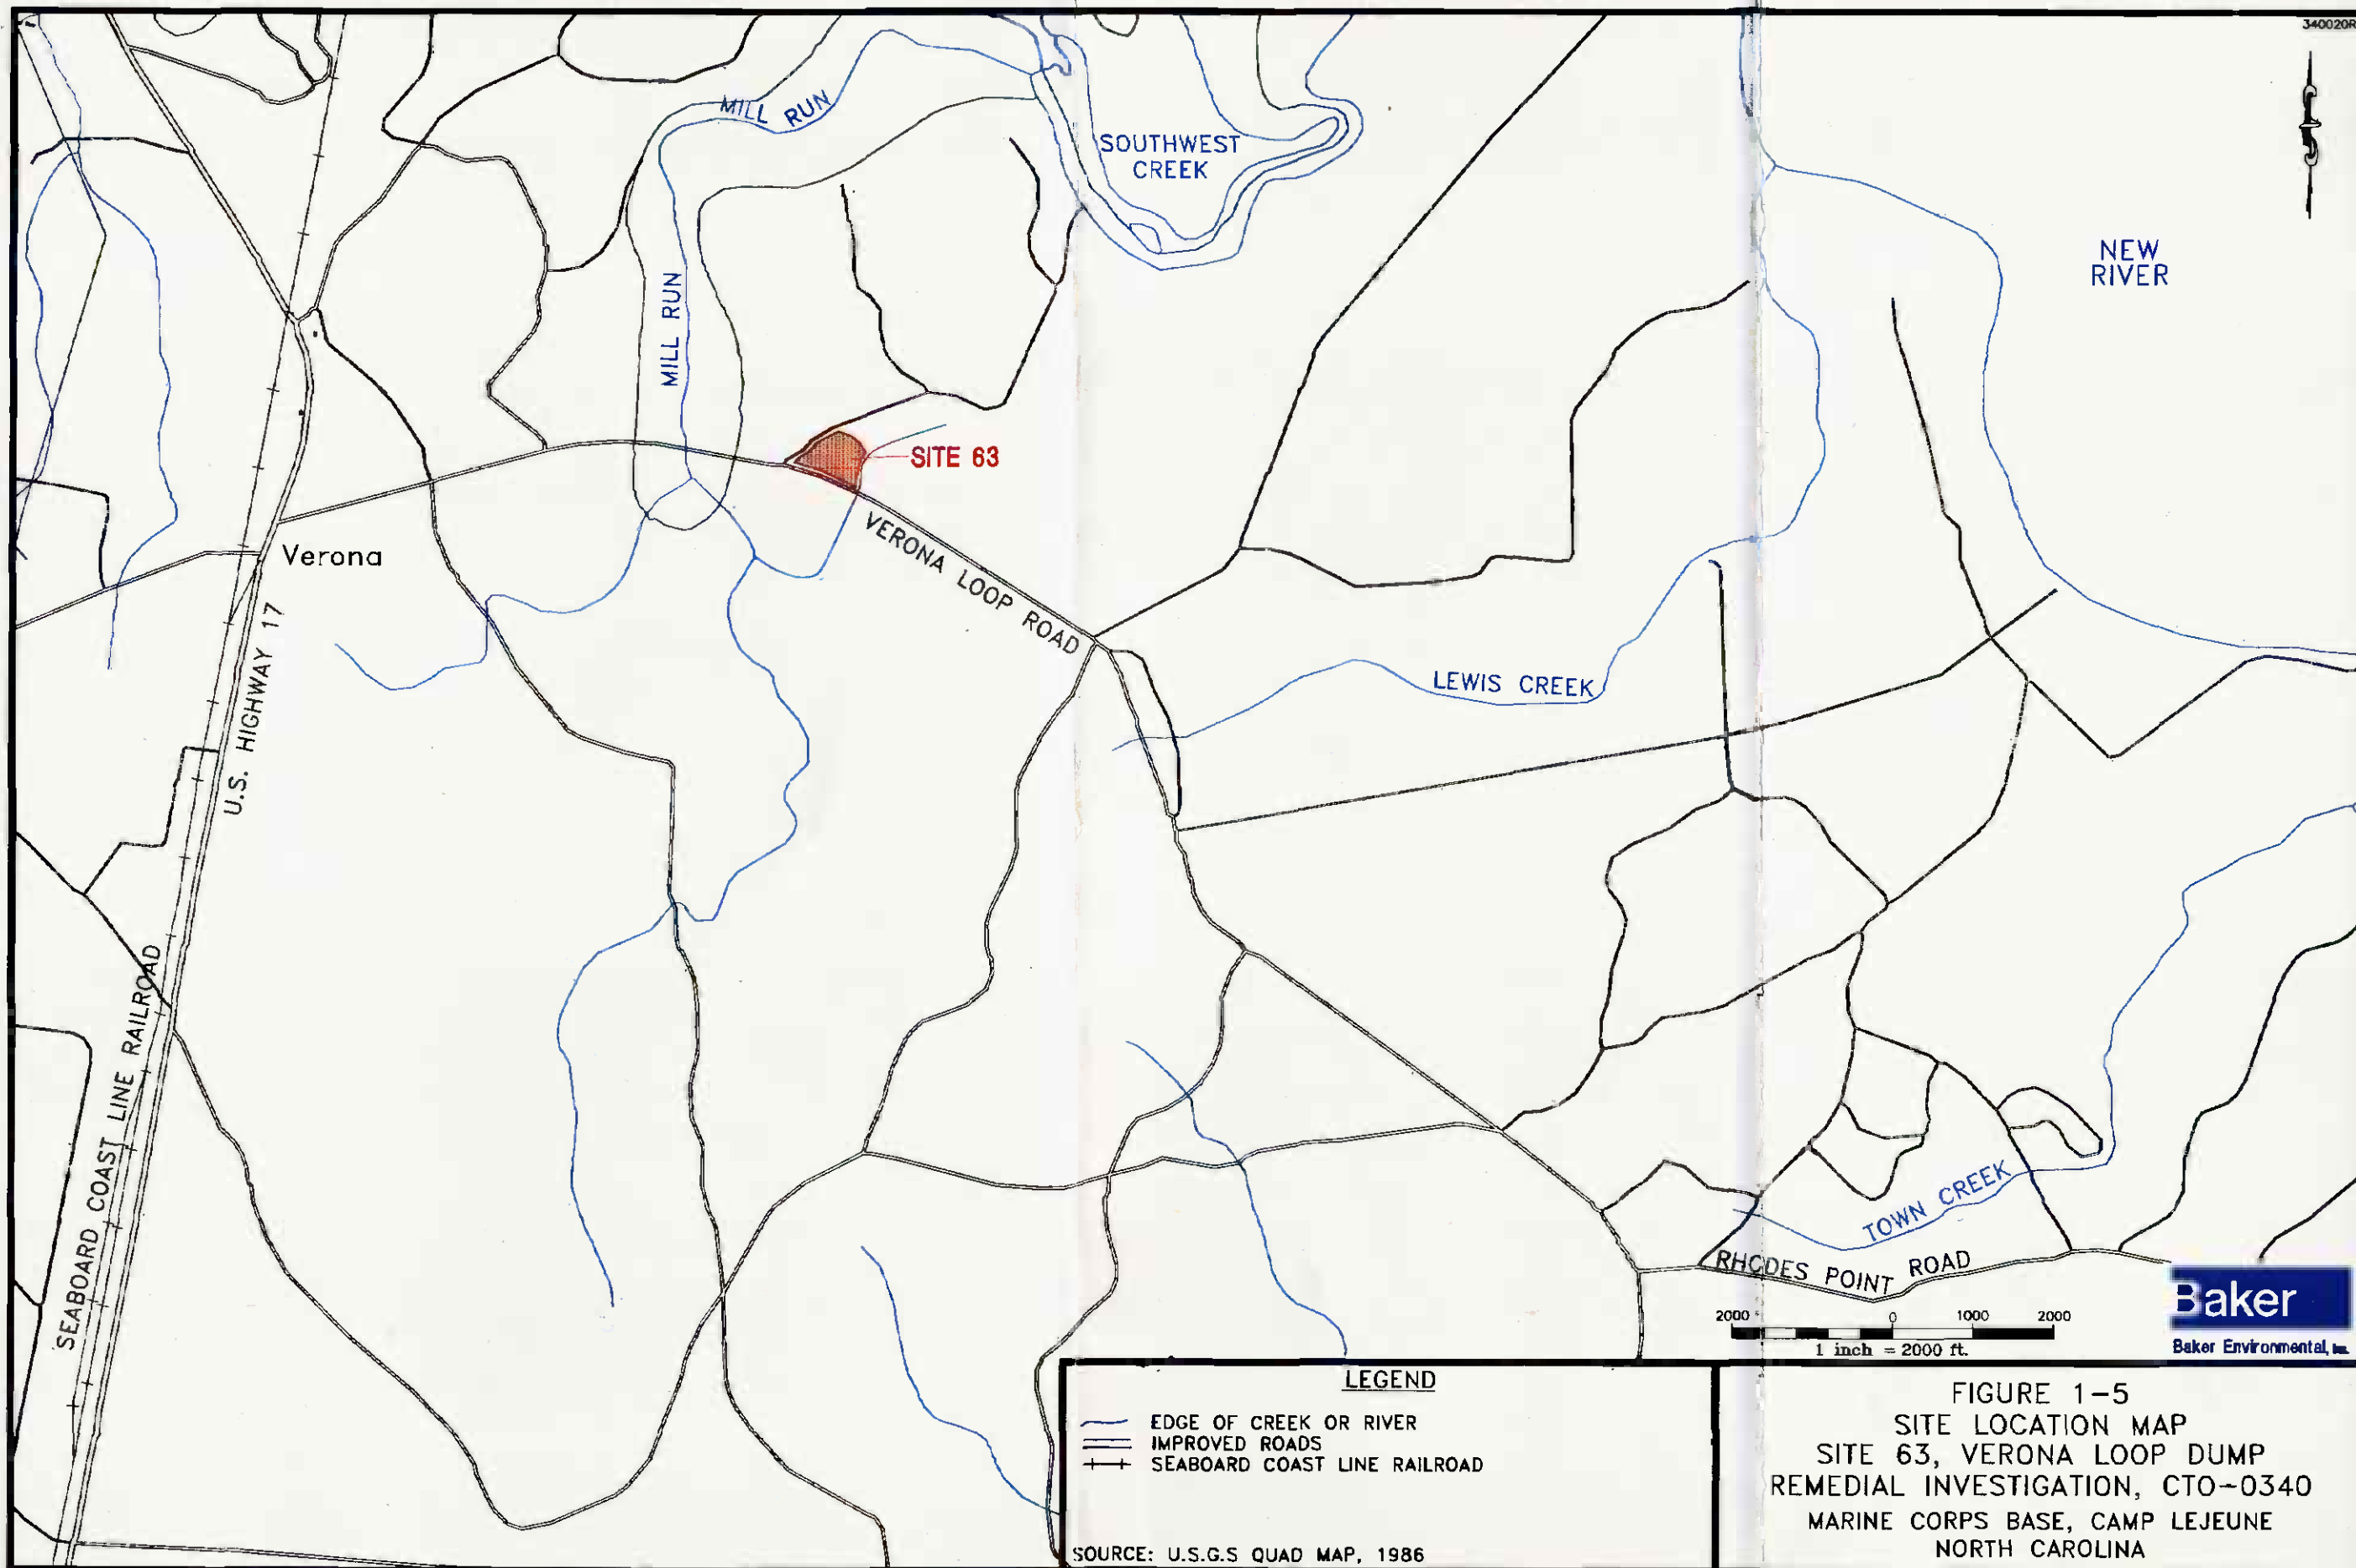 340020R
MILL RUN
SOUTHWEST
CREEK
NEW
RIVER
MILL RUN
SITE 63
Verona
VERONA LOOP ROAD
U.S. HIGHWAY 17
LEWIS CREEK
SEABOARD COAST LINE RAILROAD
TOWN CREEK
RHODES POINT ROAD
2000 0 1000 2000
1 inch = 2000 ft.
Baker
Baker Environmental, Inc.
LEGEND
EDGE OF CREEK OR RIVER
IMPROVED ROADS
SEABOARD COAST LINE RAILROAD
SOURCE: U.S.G.S QUAD MAP, 1986
FIGURE 1-5
SITE LOCATION MAP
SITE 63, VERONA LOOP DUMP
REMEDIAL INVESTIGATION, CTO-0340
MARINE CORPS BASE, CAMP LEJEUNE
NORTH CAROLINA